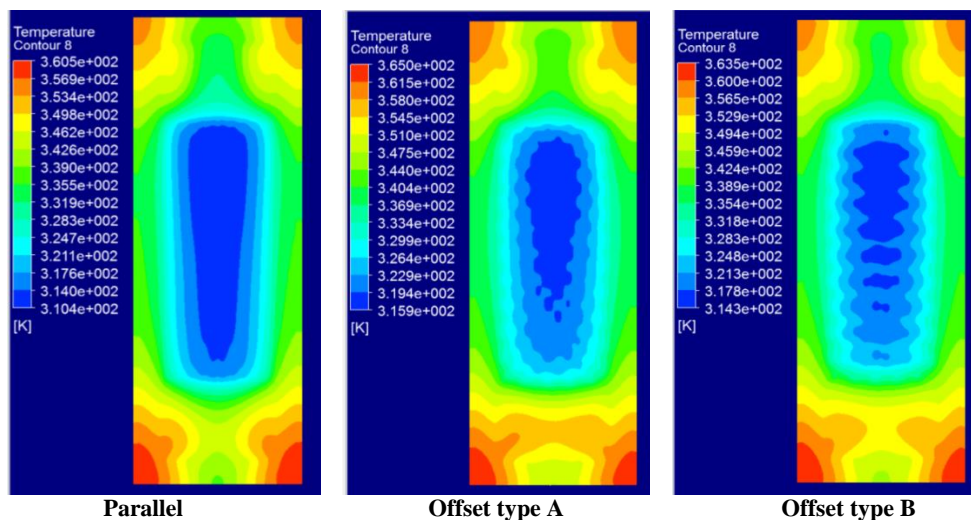 Temperature
Contour 8
3.605e+002
3.569e+002
3.534e+002
3.498e+002
3.462e+002
3.426e+002
3.390e+002
3.355e+002
3.319e+002
3.283e+002
3.247e+002
3.211e+002
3.176e+002
3.140e+002
3.104e+002
[K]
Temperature
Contour 8
3.650e+002
3.615e+002
3.580e+002
3.545e+002
3.510e+002
3.475e+002
3.440e+002
3.404e+002
3.369e+002
3.334e+002
3.299e+002
3.264e+002
3.229e+002
3.194e+002
3.159e+002
[K]
Temperature
Contour 8
3.635e+002
3.600e+002
3.565e+002
3.529e+002
3.494e+002
3.459e+002
3.424e+002
3.389e+002
3.354e+002
3.318e+002
3.283e+002
3.248e+002
3.213e+002
3.178e+002
3.143e+002
[K]
Parallel
Offset type A
Offset type B